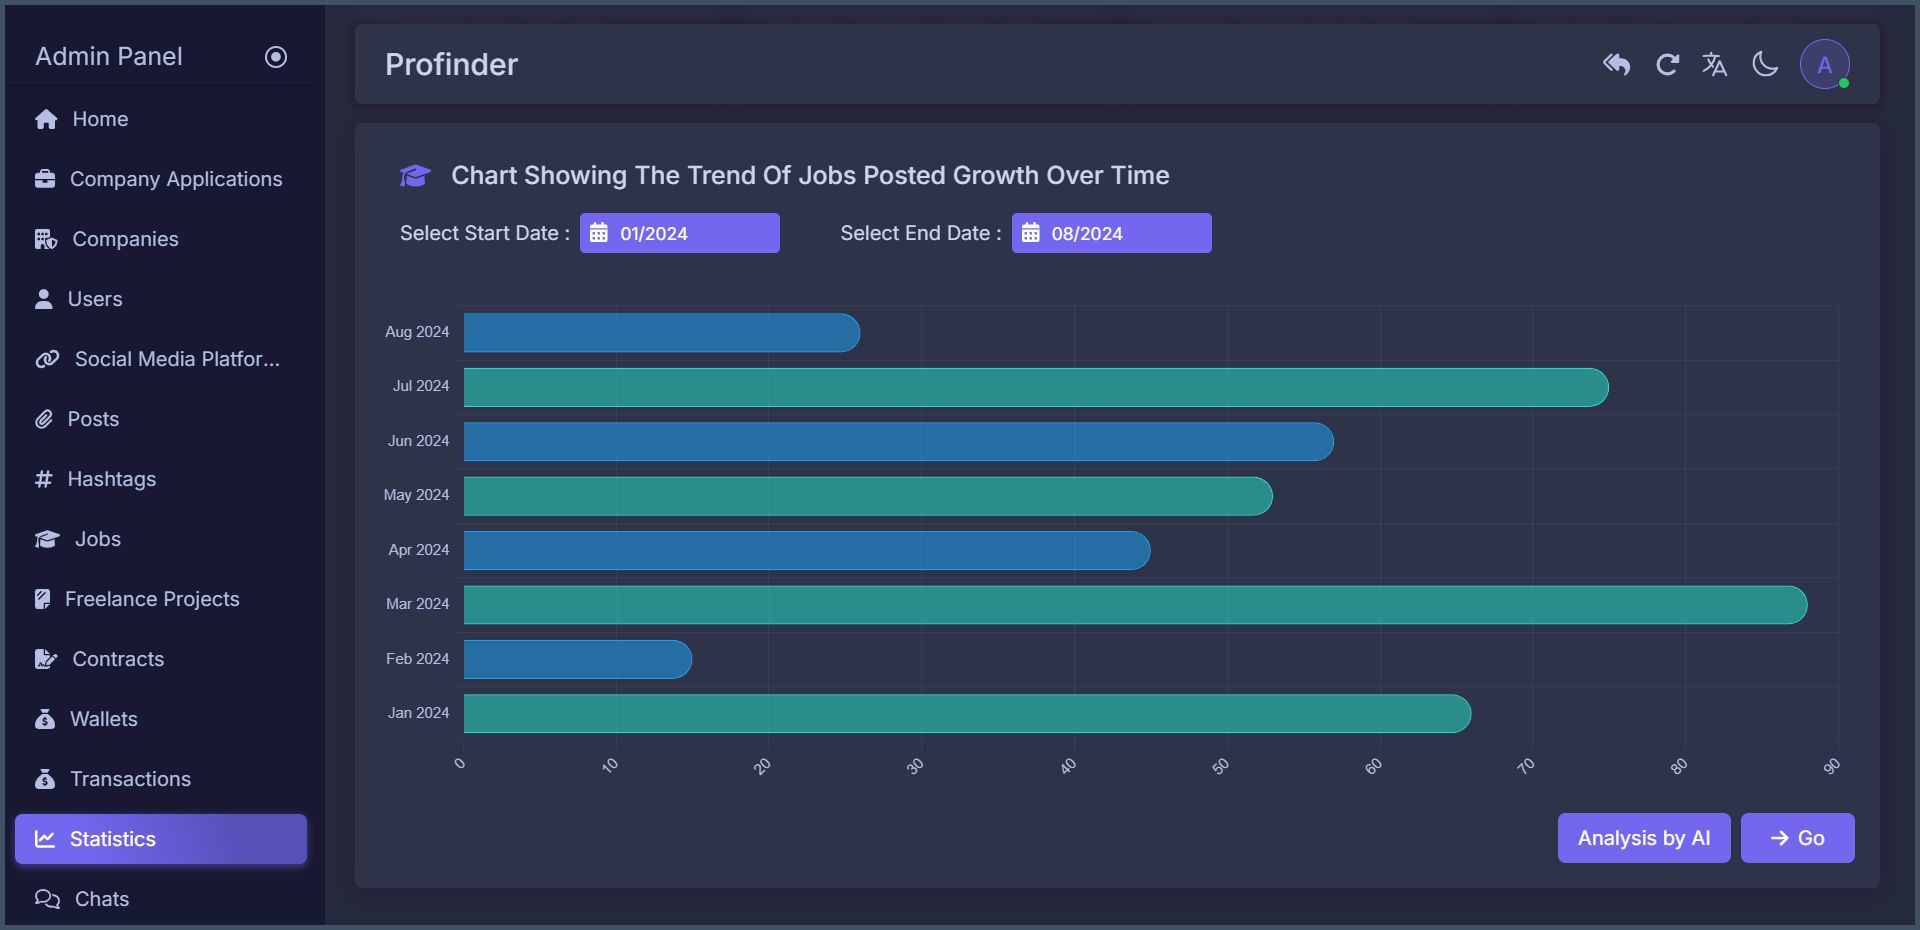 Admin Panel
Home
Company Applications
Companies
Users
Social Media Platfor...
Posts
Hashtags
Jobs
Freelance Projects
Contracts
Wallets
Transactions
Statistics
Chats
Profinder
A
Chart Showing The Trend Of Jobs Posted Growth Over Time
Select Start Date : 01/2024 Select End Date : 08/2024
Aug 2024
Jul 2024
Jun 2024
May 2024
Apr 2024
Mar 2024
Feb 2024
Jan 2024
0 10 20 30 40 50 60 70 80 90
Analysis by AI Go